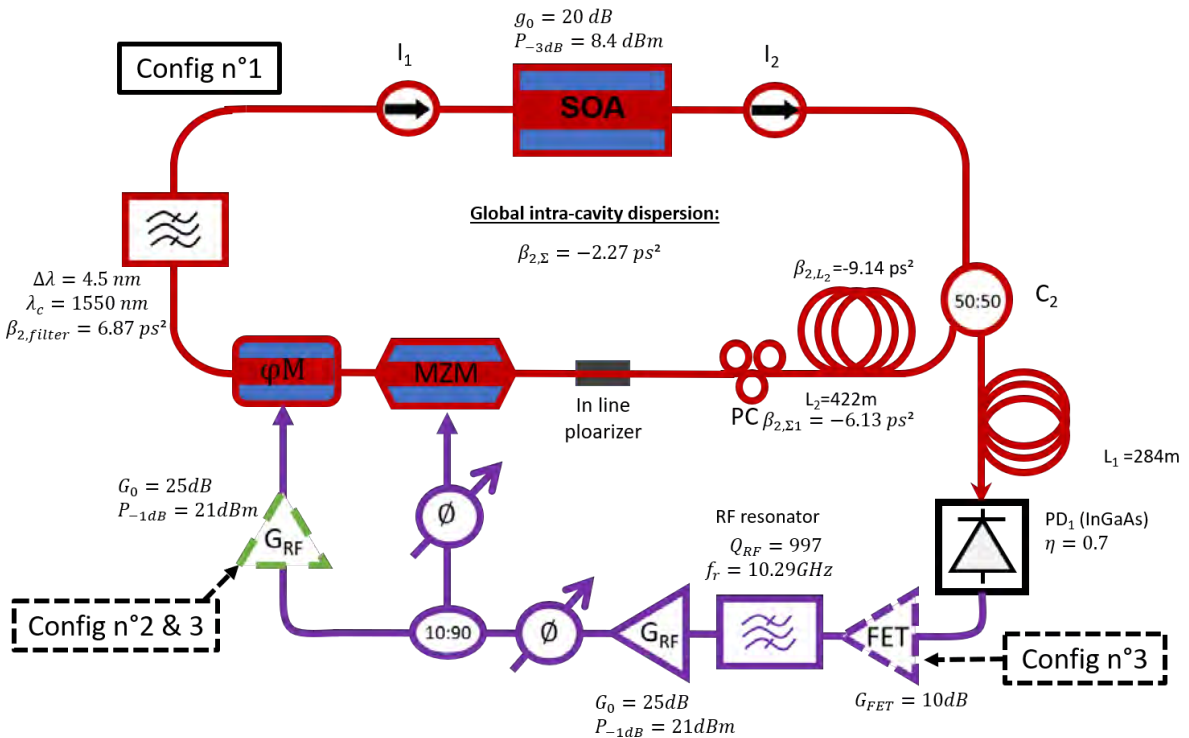 g₀ = 20 dB
P₋₃dB = 8.4 dBm
Config n°1
I₁
I₂
SOA
Global intra-cavity dispersion:
β₂,Σ = −2.27 ps²
Δλ = 4.5 nm
λc = 1550 nm
β₂,filter = 6.87 ps²
β₂,L₂=-9.14 ps²
50:50
C₂
φM
MZM
In line
ploarizer
PC
L₂=422m
β₂,Σ₁ = −6.13 ps²
L₁ =284m
G₀ = 25dB
P₋₁dB = 21dBm
GRF
Ø
RF resonator
QRF = 997
fr = 10.29GHz
PD₁ (InGaAs)
η = 0.7
Config n°2 & 3
10:90
Ø
GRF
FET
Config n°3
G₀ = 25dB
P₋₁dB = 21dBm
GFET = 10dB